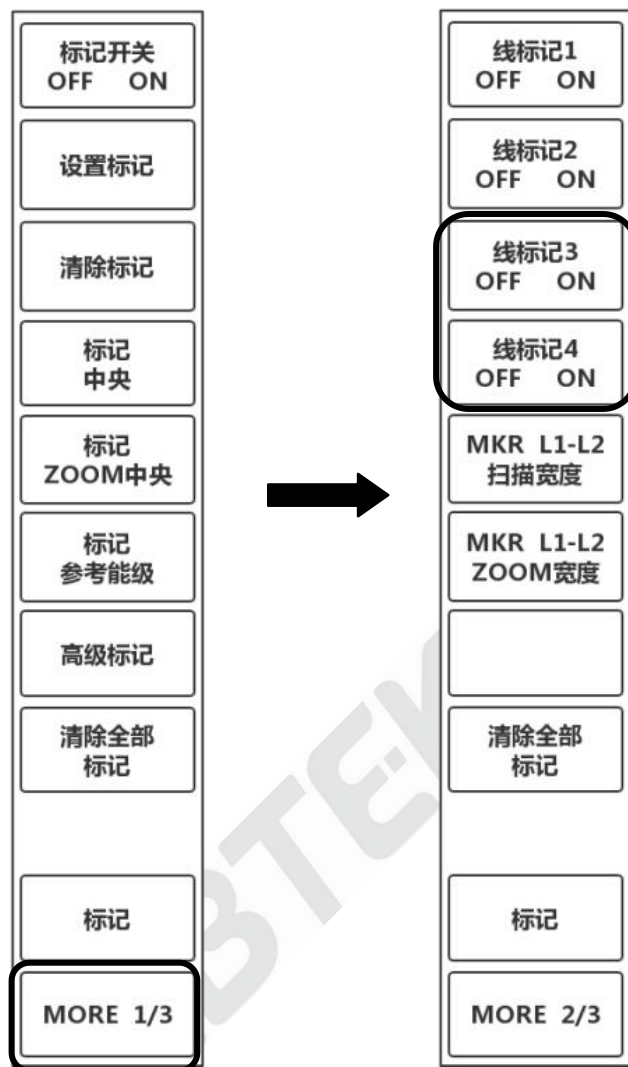 标记开关
OFF ON
设置标记
清除标记
标记
中央
标记
ZOOM中央
标记
参考能级
高级标记
清除全部
标记
标记
MORE 1/3
线标记1
OFF ON
线标记2
OFF ON
线标记3
OFF ON
线标记4
OFF ON
MKR L1-L2
扫描宽度
MKR L1-L2
ZOOM宽度
清除全部
标记
标记
MORE 2/3